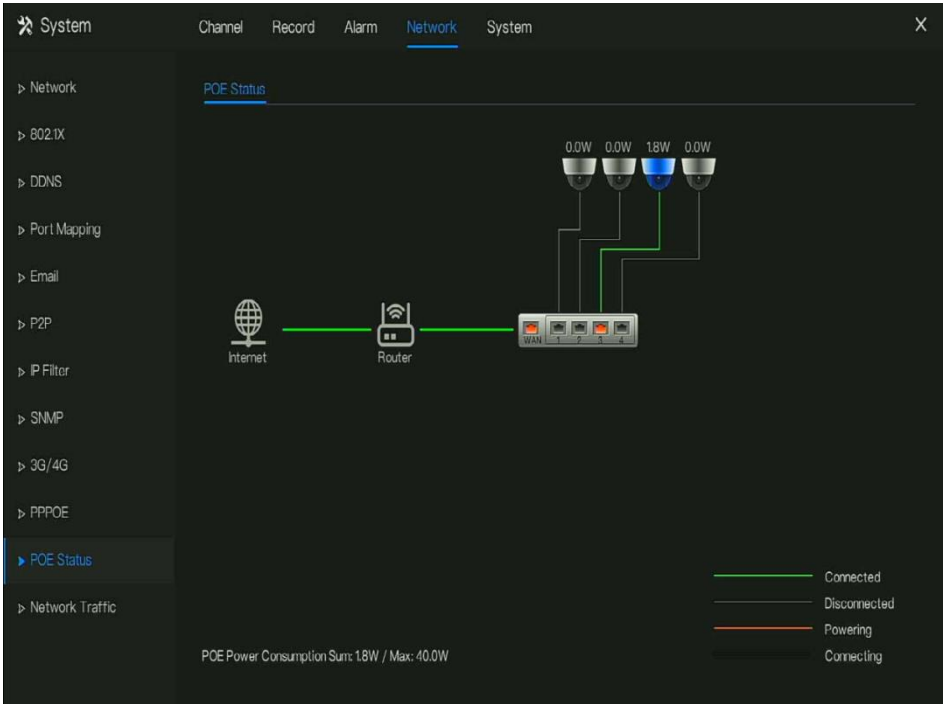 System
Channel Record Alarm Network System X
Network
802.1X
DDNS
Port Mapping
Email
P2P
IP Filter
SNMP
3G/4G
PPPOE
POE Status
Network Traffic
POE Status
0.0W 0.0W 1.8W 0.0W
WAN 1 2 3 4
Internet
Router
Connected
Disconnected
Powering
Connecting
POE Power Consumption Sum: 1.8W / Max: 40.0W